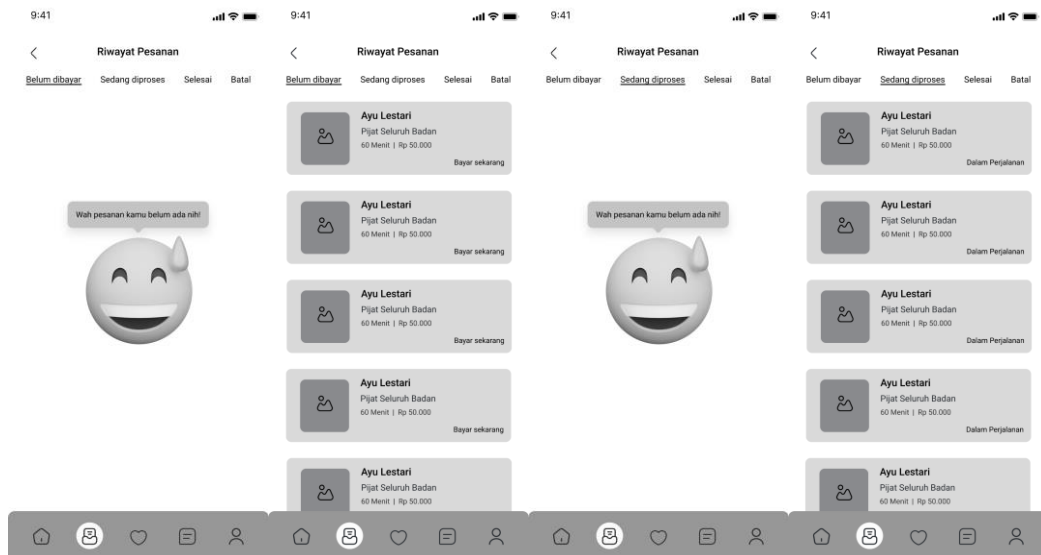 9:41
Riwayat Pesanan
Belum dibayar Sedang diproses Selesai Batal
Wah pesanan kamu belum ada nih!
9:41
Riwayat Pesanan
Belum dibayar Sedang diproses Selesai Batal
Ayu Lestari
Pijat Seluruh Badan
60 Menit | Rp 50.000
Bayar sekarang
Ayu Lestari
Pijat Seluruh Badan
60 Menit | Rp 50.000
Bayar sekarang
Ayu Lestari
Pijat Seluruh Badan
60 Menit | Rp 50.000
Bayar sekarang
Ayu Lestari
Pijat Seluruh Badan
60 Menit | Rp 50.000
Bayar sekarang
Ayu Lestari
Pijat Seluruh Badan
60 Menit | Rp 50.000
9:41
Riwayat Pesanan
Belum dibayar Sedang diproses Selesai Batal
Wah pesanan kamu belum ada nih!
9:41
Riwayat Pesanan
Belum dibayar Sedang diproses Selesai Batal
Ayu Lestari
Pijat Seluruh Badan
60 Menit | Rp 50.000
Dalam Perjalanan
Ayu Lestari
Pijat Seluruh Badan
60 Menit | Rp 50.000
Dalam Perjalanan
Ayu Lestari
Pijat Seluruh Badan
60 Menit | Rp 50.000
Dalam Perjalanan
Ayu Lestari
Pijat Seluruh Badan
60 Menit | Rp 50.000
Dalam Perjalanan
Ayu Lestari
Pijat Seluruh Badan
60 Menit | Rp 50.000